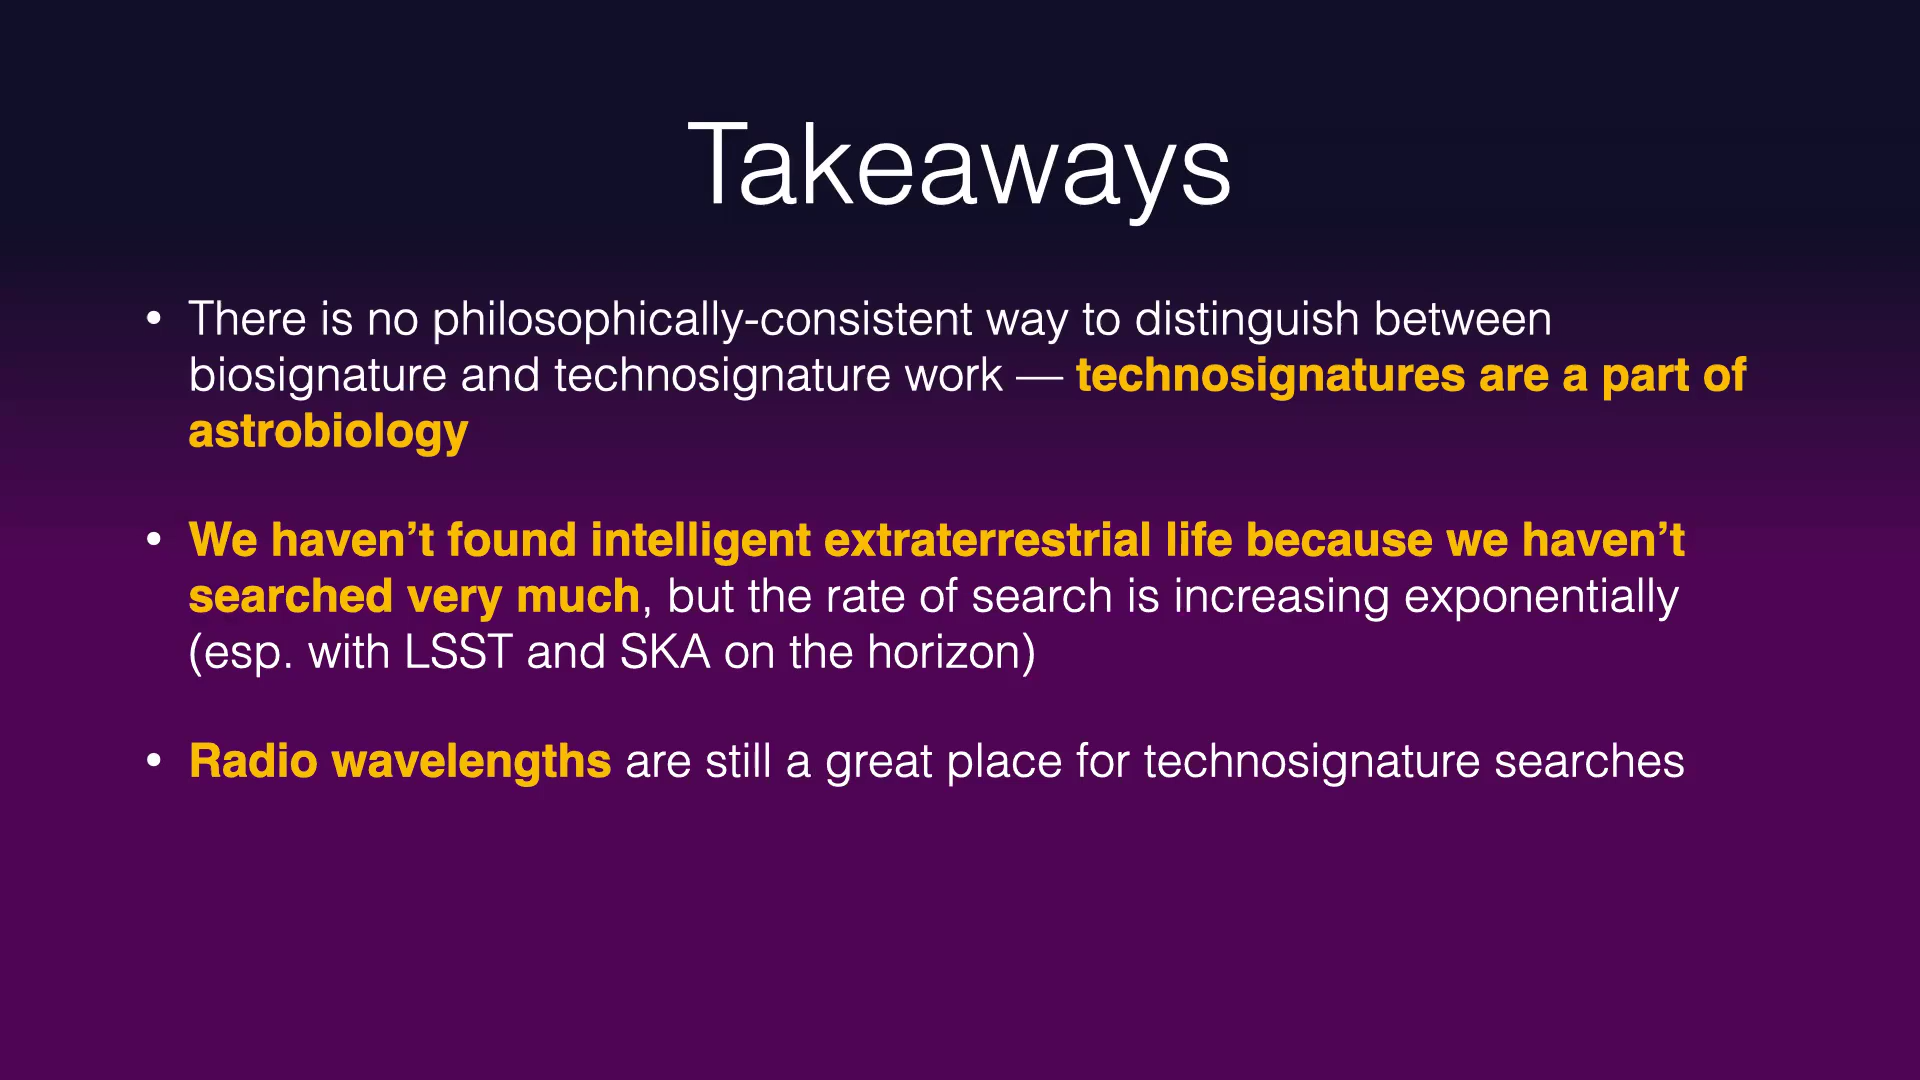 Takeaways
• There is no philosophically-consistent way to distinguish between
biosignature and technosignature work — technosignatures are a part of
astrobiology
• We haven’t found intelligent extraterrestrial life because we haven’t
searched very much, but the rate of search is increasing exponentially
(esp. with LSST and SKA on the horizon)
• Radio wavelengths are still a great place for technosignature searches